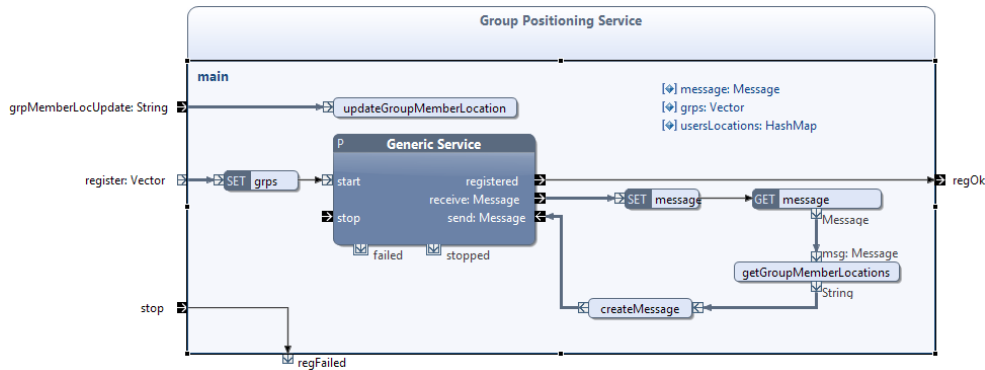 Group Positioning Service
main
message: Message
grps: Vector
usersLocations: HashMap
grpMemberLocUpdate: String
updateGroupMemberLocation
P Generic Service
register: Vector
SET grps
start
registered
regOk
receive: Message
SET message
GET message
stop
send: Message
Message
failed
stopped
msg: Message
getGroupMemberLocations
String
stop
createMessage
regFailed